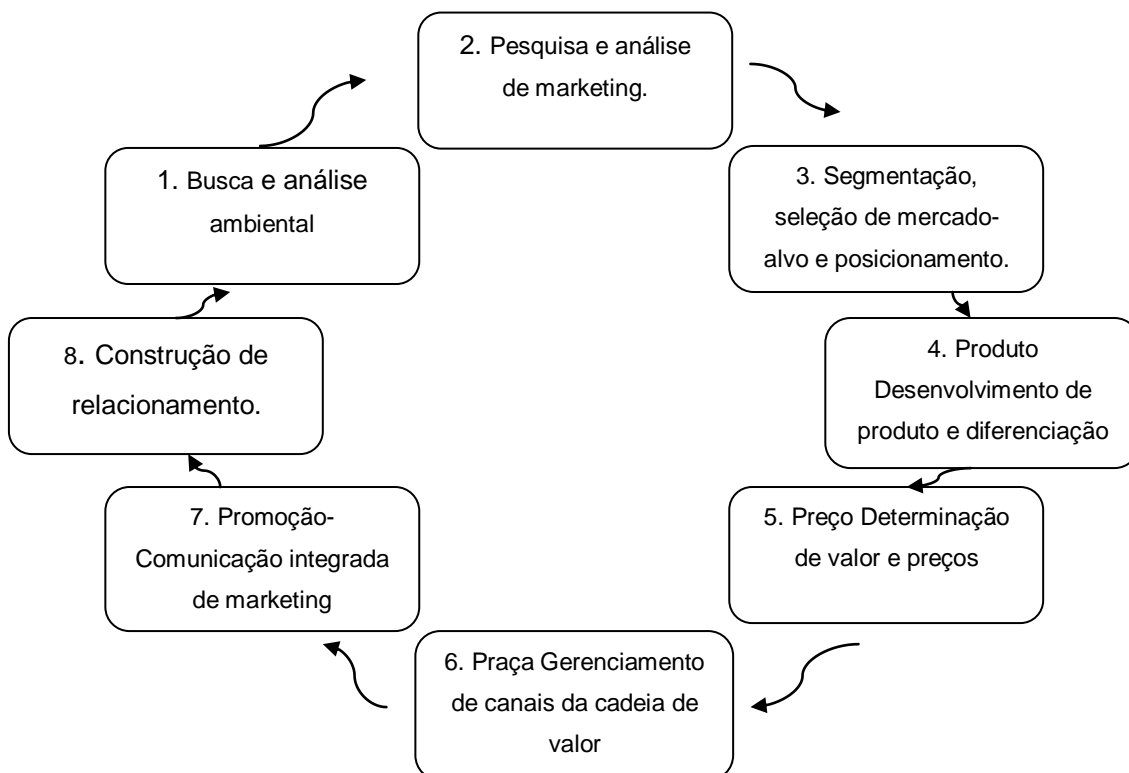 1. Busca e análise
ambiental
2. Pesquisa e análise
de marketing.
3. Segmentação,
seleção de mercado-
alvo e posicionamento.
4. Produto
Desenvolvimento de
produto e diferenciação
5. Preço Determinação
de valor e preços
6. Praça Gerenciamento
de canais da cadeia de
valor
7. Promoção-
Comunicação integrada
de marketing
8. Construção de
relacionamento.